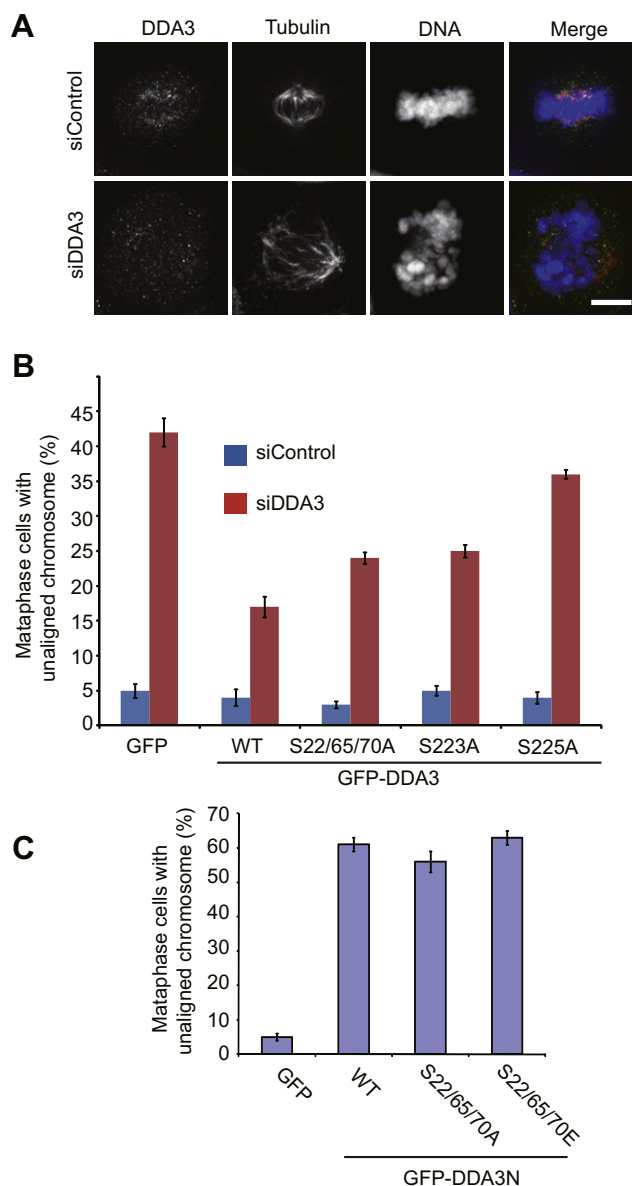 A
DDA3 Tubulin DNA Merge
siControl
siDDA3
B
Mataphase cells with
unaligned chromosome (%)
45
40
35
30
25
20
15
10
5
0
siControl
siDDA3
GFP WT S22/65/70A S223A S225A
GFP-DDA3
C
Mataphase cells with
unaligned chromosome (%)
70
60
50
40
30
20
10
0
GFP WT S22/65/70A S22/65/70E
GFP-DDA3N